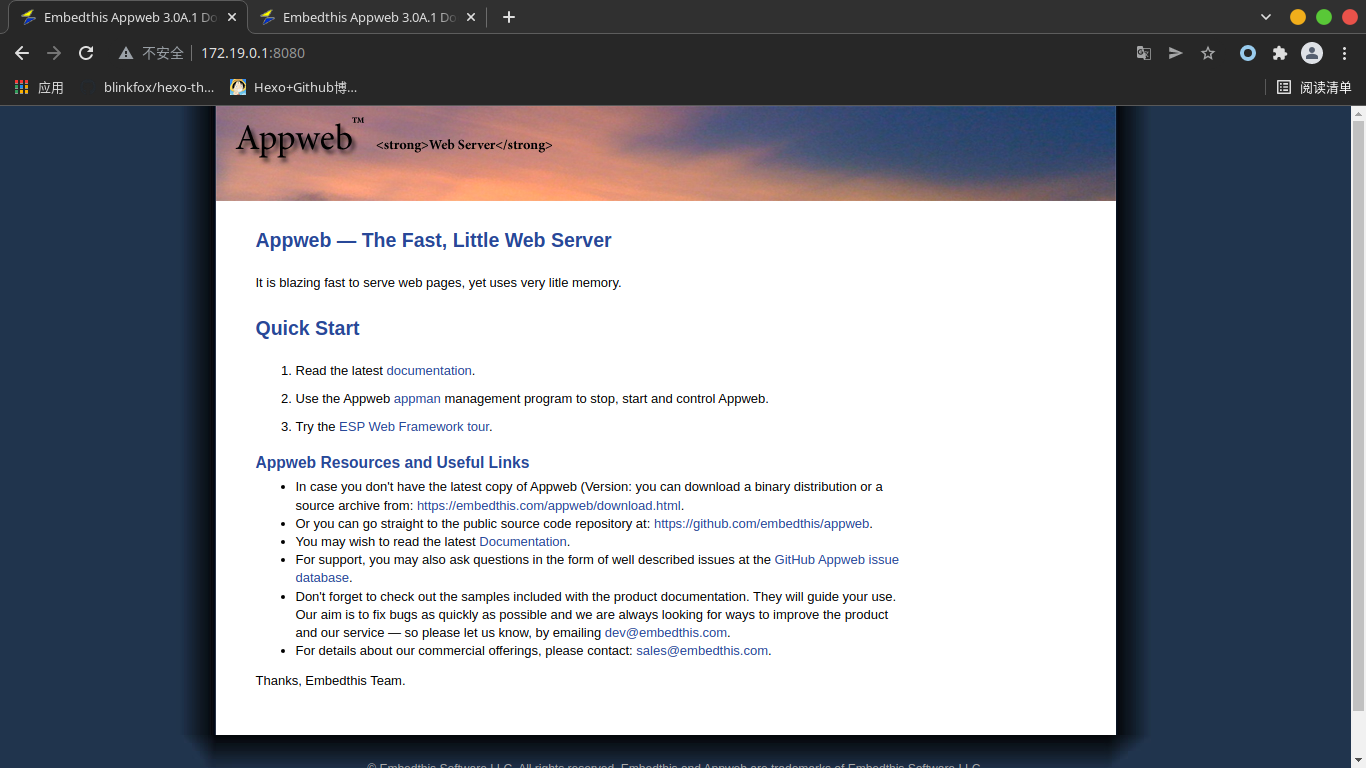 Embedthis Appweb 3.0A.1 Do
Embedthis Appweb 3.0A.1 Do
不安全 172.19.0.1:8080
应用
blinkfox/hexo-th...
Hexo+Github博...
阅读清单
Appweb™ <strong>Web Server</strong>
Appweb — The Fast, Little Web Server
It is blazing fast to serve web pages, yet uses very litle memory.
Quick Start
1. Read the latest documentation.
2. Use the Appweb appman management program to stop, start and control Appweb.
3. Try the ESP Web Framework tour.
Appweb Resources and Useful Links
• In case you don't have the latest copy of Appweb (Version: you can download a binary distribution or a
source archive from: https://embedthis.com/appweb/download.html.
• Or you can go straight to the public source code repository at: https://github.com/embedthis/appweb.
• You may wish to read the latest Documentation.
• For support, you may also ask questions in the form of well described issues at the GitHub Appweb issue
database.
• Don't forget to check out the samples included with the product documentation. They will guide your use.
Our aim is to fix bugs as quickly as possible and we are always looking for ways to improve the product
and our service — so please let us know, by emailing dev@embedthis.com.
• For details about our commercial offerings, please contact: sales@embedthis.com.
Thanks, Embedthis Team.
© Embedthis Software LLC. All rights reserved. Embedthis and Appweb are trademarks of Embedthis Software LLC.